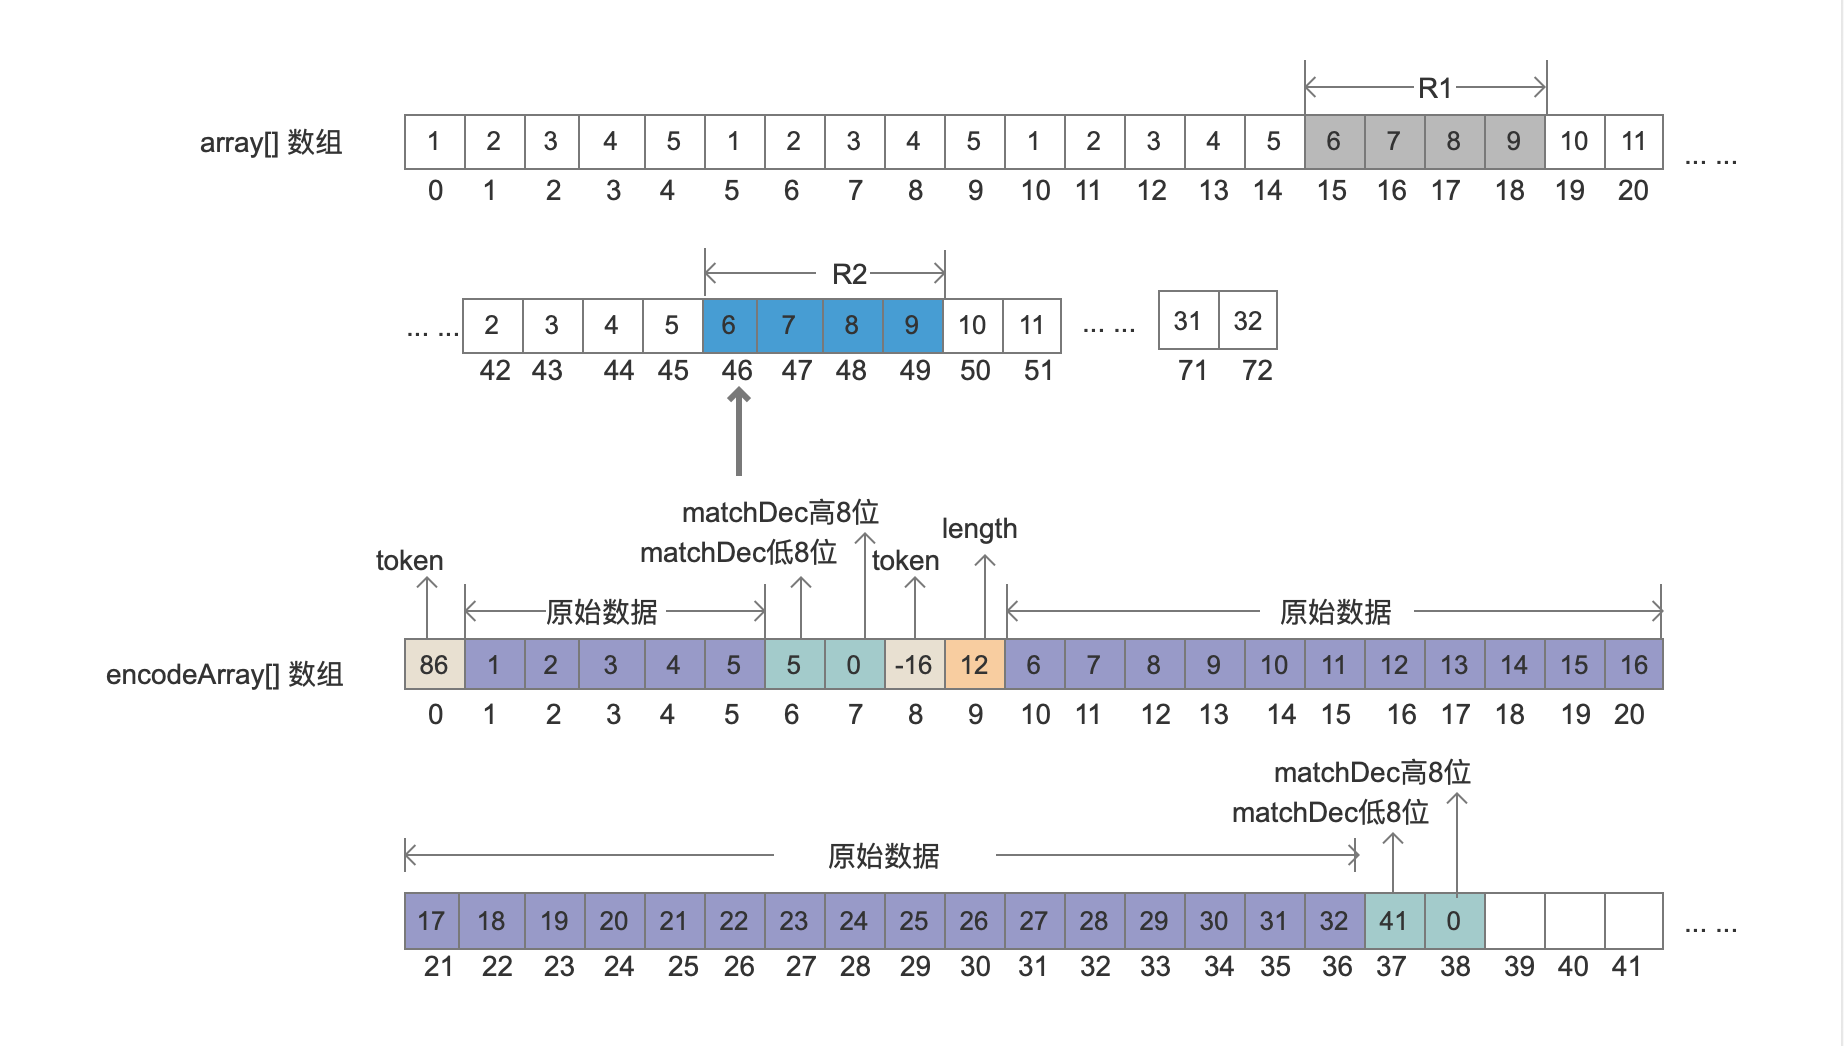 R1
array[] 数组 1 2 3 4 5 1 2 3 4 5 1 2 3 4 5 6 7 8 9 10 11 ... ...
0 1 2 3 4 5 6 7 8 9 10 11 12 13 14 15 16 17 18 19 20
R2
... ... 2 3 4 5 6 7 8 9 10 11 ... ... 31 32
42 43 44 45 46 47 48 49 50 51 71 72
matchDec高8位
length
matchDec低8位
token token
原始数据 原始数据
encodeArray[] 数组 86 1 2 3 4 5 5 0 -16 12 6 7 8 9 10 11 12 13 14 15 16
0 1 2 3 4 5 6 7 8 9 10 11 12 13 14 15 16 17 18 19 20
matchDec高8位
matchDec低8位
原始数据
17 18 19 20 21 22 23 24 25 26 27 28 29 30 31 32 41 0 ... ...
21 22 23 24 25 26 27 28 29 30 31 32 33 34 35 36 37 38 39 40 41